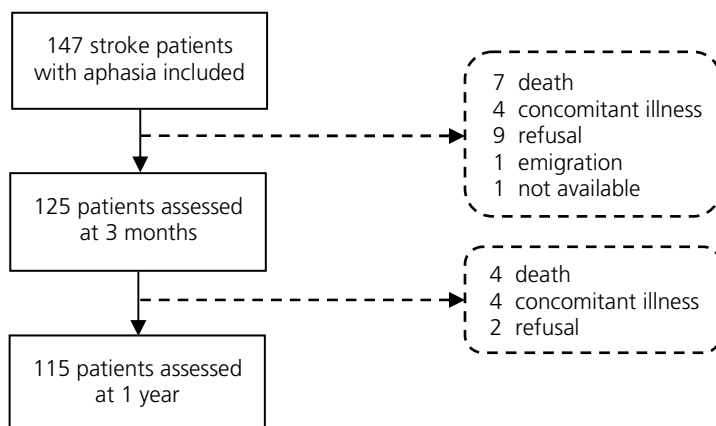 147 stroke patients
with aphasia included
7 death
4 concomitant illness
9 refusal
1 emigration
1 not available
125 patients assessed
at 3 months
4 death
4 concomitant illness
2 refusal
115 patients assessed
at 1 year